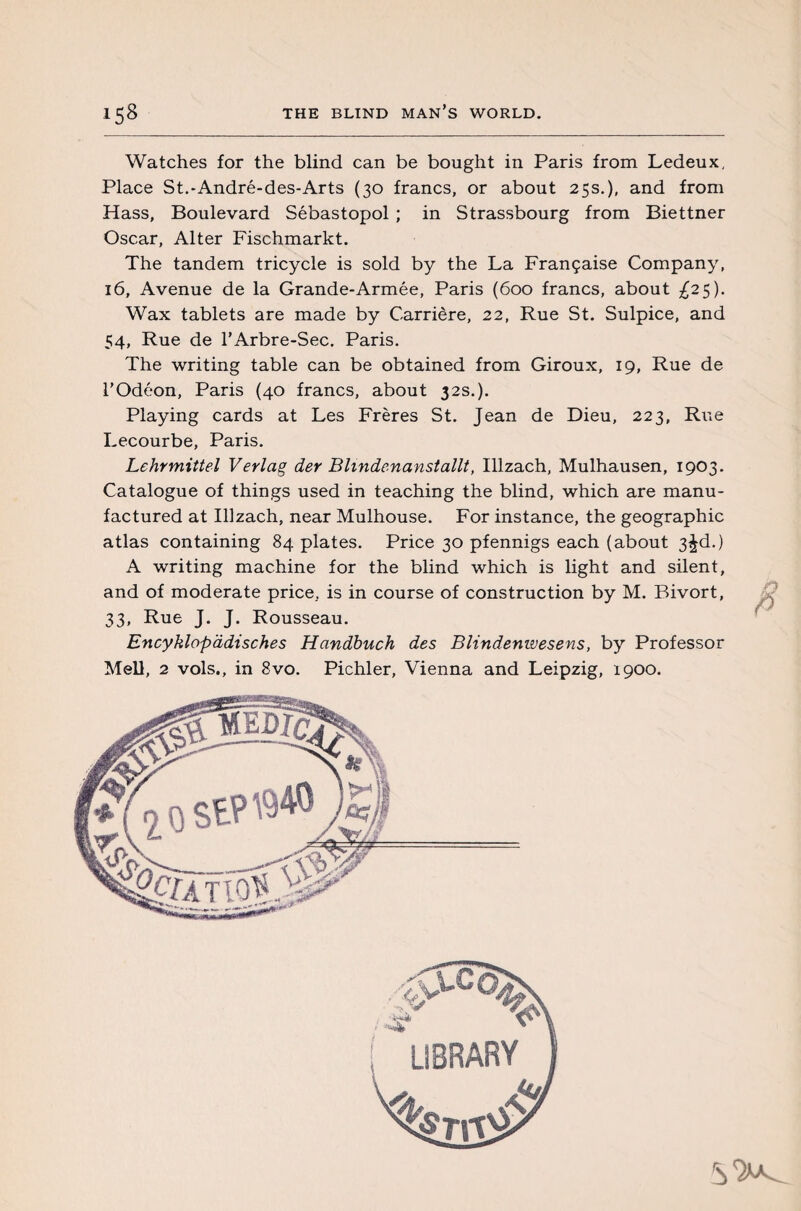 158 THE BLIND MAN’S WORLD.
Watches for the blind can be bought in Paris from Ledeux,
Place St.-André-des-Arts (30 francs, or about 25s.), and from
Hass, Boulevard Sébastopol ; in Strassbourg from Biettner
Oscar, Alter Fischmarkt.
The tandem tricycle is sold by the La Française Company,
16, Avenue de la Grande-Armée, Paris (600 francs, about £25).
Wax tablets are made by Carrière, 22, Rue St. Sulpice, and
54, Rue de l’Arbre-Sec. Paris.
The writing table can be obtained from Giroux, 19, Rue de
l’Odéon, Paris (40 francs, about 32s.).
Playing cards at Les Frères St. Jean de Dieu, 223, Rue
Lecourbe, Paris.
Lehrmittel Verlag der Blindenanstallt, Illzach, Mulhausen, 1903.
Catalogue of things used in teaching the blind, which are manu-
factured at Illzach, near Mulhouse. For instance, the geographic
atlas containing 84 plates. Price 30 pfennigs each (about 3½d.)
A writing machine for the blind which is light and silent,
and of moderate price, is in course of construction by M. Bivort,
33, Rue J. J. Rousseau.
Encyklopädisches Handbuch des Blindenwesens, by Professor
Mell, 2 vols., in 8vo. Pichler, Vienna and Leipzig, 1900.
BRITISH MEDICAL
20 SEP 1940
ASSOCIATION LIBRARY
WELLCOME
LIBRARY
INSTITUTE